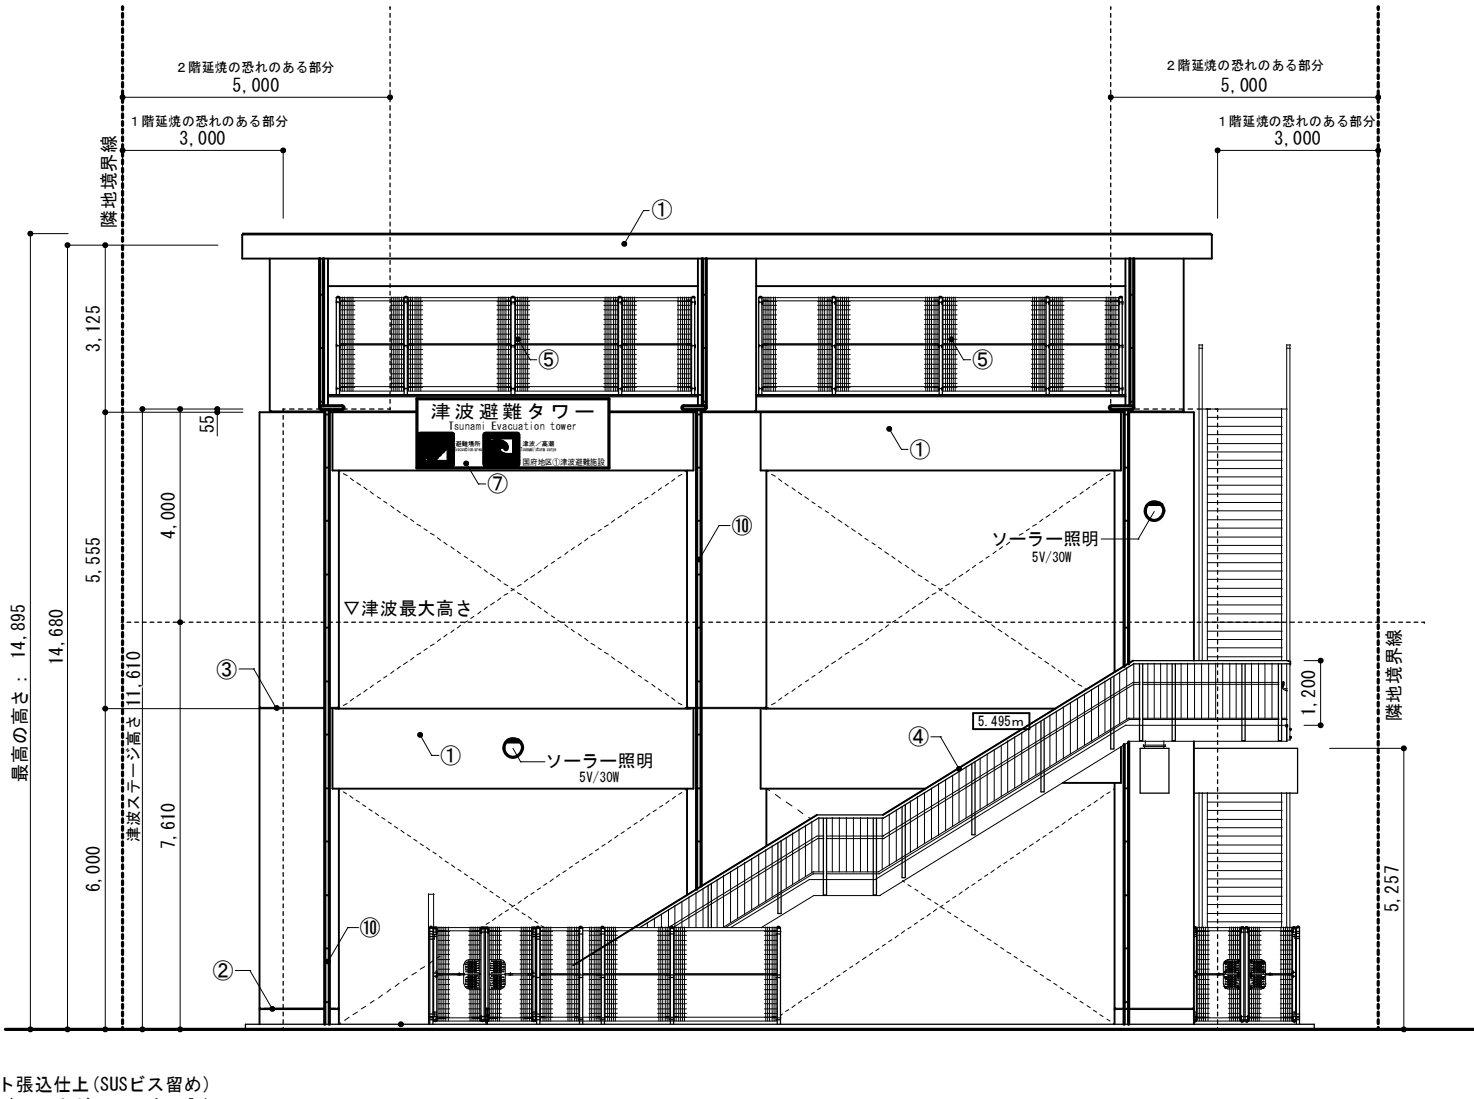 2階延焼の恐れのある部分
5,000
2階延焼の恐れのある部分
5,000
1階延焼の恐れのある部分
3,000
1階延焼の恐れのある部分
3,000
隣地境界線
①
3,125
⑤
⑤
55
津波避難タワー
Tsunami Evacuation tower
避難場所
津波／高潮
国府地区①津波避難施設
①
⑦
4,000
⑩
ソーラー照明
5V/30W
5,555
▽津波最大高さ
最高の高さ： 14,895
14,680
津波ステージ高さ 11,610
③
隣地境界線
1,200
5.495m
④
①
ソーラー照明
5V/30W
7,610
6,000
5,257
⑩
②
ト張込仕上(SUSビス留め)